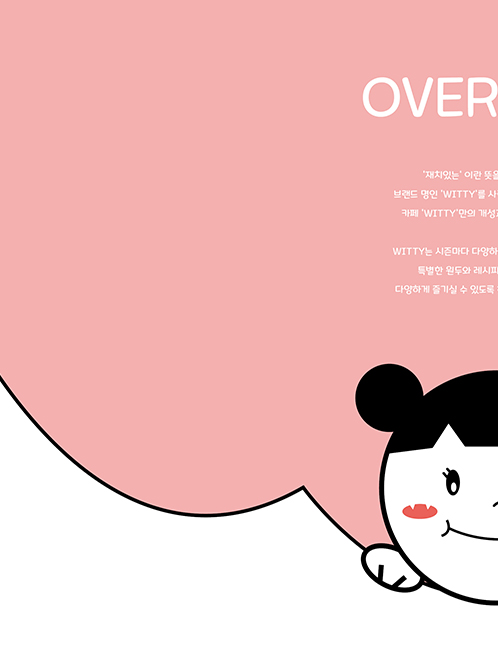 OVER
'재치있는' 이란 뜻을
브랜드 명인 'WITTY'를 사
카페 'WITTY'만의 개성
WITTY는 시즌마다 다양하
특별한 원두와 레시피
다양하게 즐기실 수 있도록